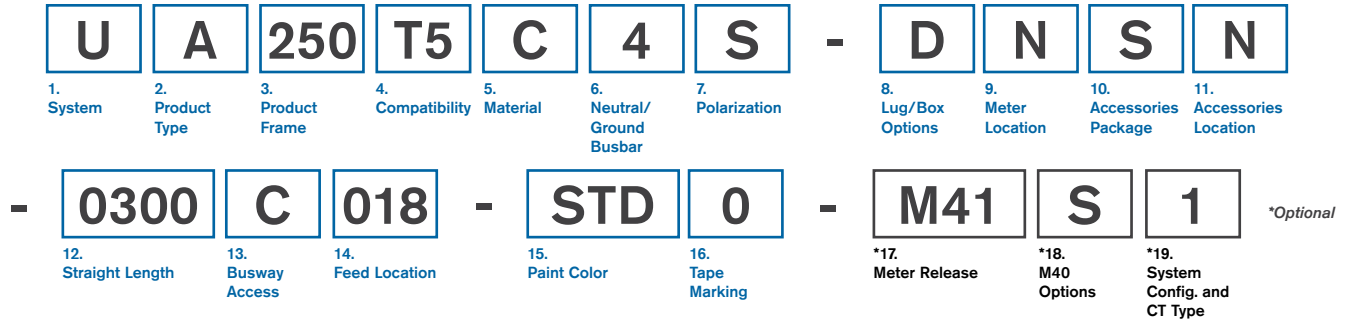 U A 250 T5 C 4 S - D N S N
1. 2. 3. 4. 5. 6. 7. 8. 9. 10. 11.
System Product Product Compatibility Material Neutral/ Polarization Lug/Box Meter Accessories Accessories
Type Frame Ground Options Location Package Location
Busbar
- 0300 C 018 - STD 0 - M41 S 1 *Optional
12. 13. 14. 15. 16. *17. *18. *19.
Straight Length Busway Feed Location Paint Color Tape Meter Release M40 System
Access Marking Options Config. and
CT Type